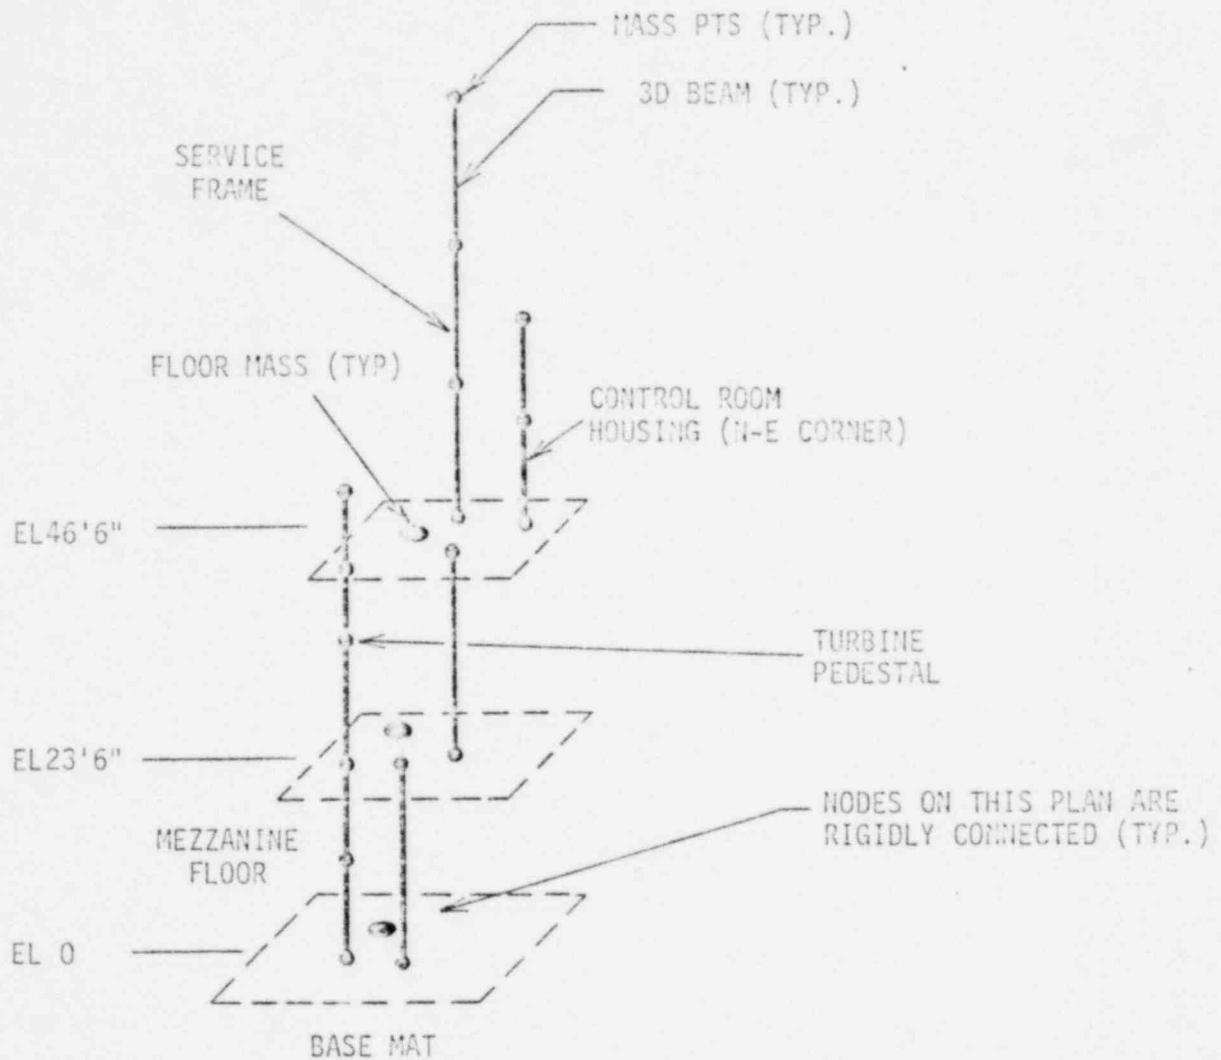 MASS PTS (TYP.)
3D BEAM (TYP.)
SERVICE
FRAME
FLOOR MASS (TYP)
CONTROL ROOM
HOUSING (N-E CORNER)
EL46'6"
TURBINE
PEDESTAL
EL23'6"
NODES ON THIS PLAN ARE
RIGIDLY CONNECTED (TYP.)
MEZZANINE
FLOOR
EL 0
BASE MAT